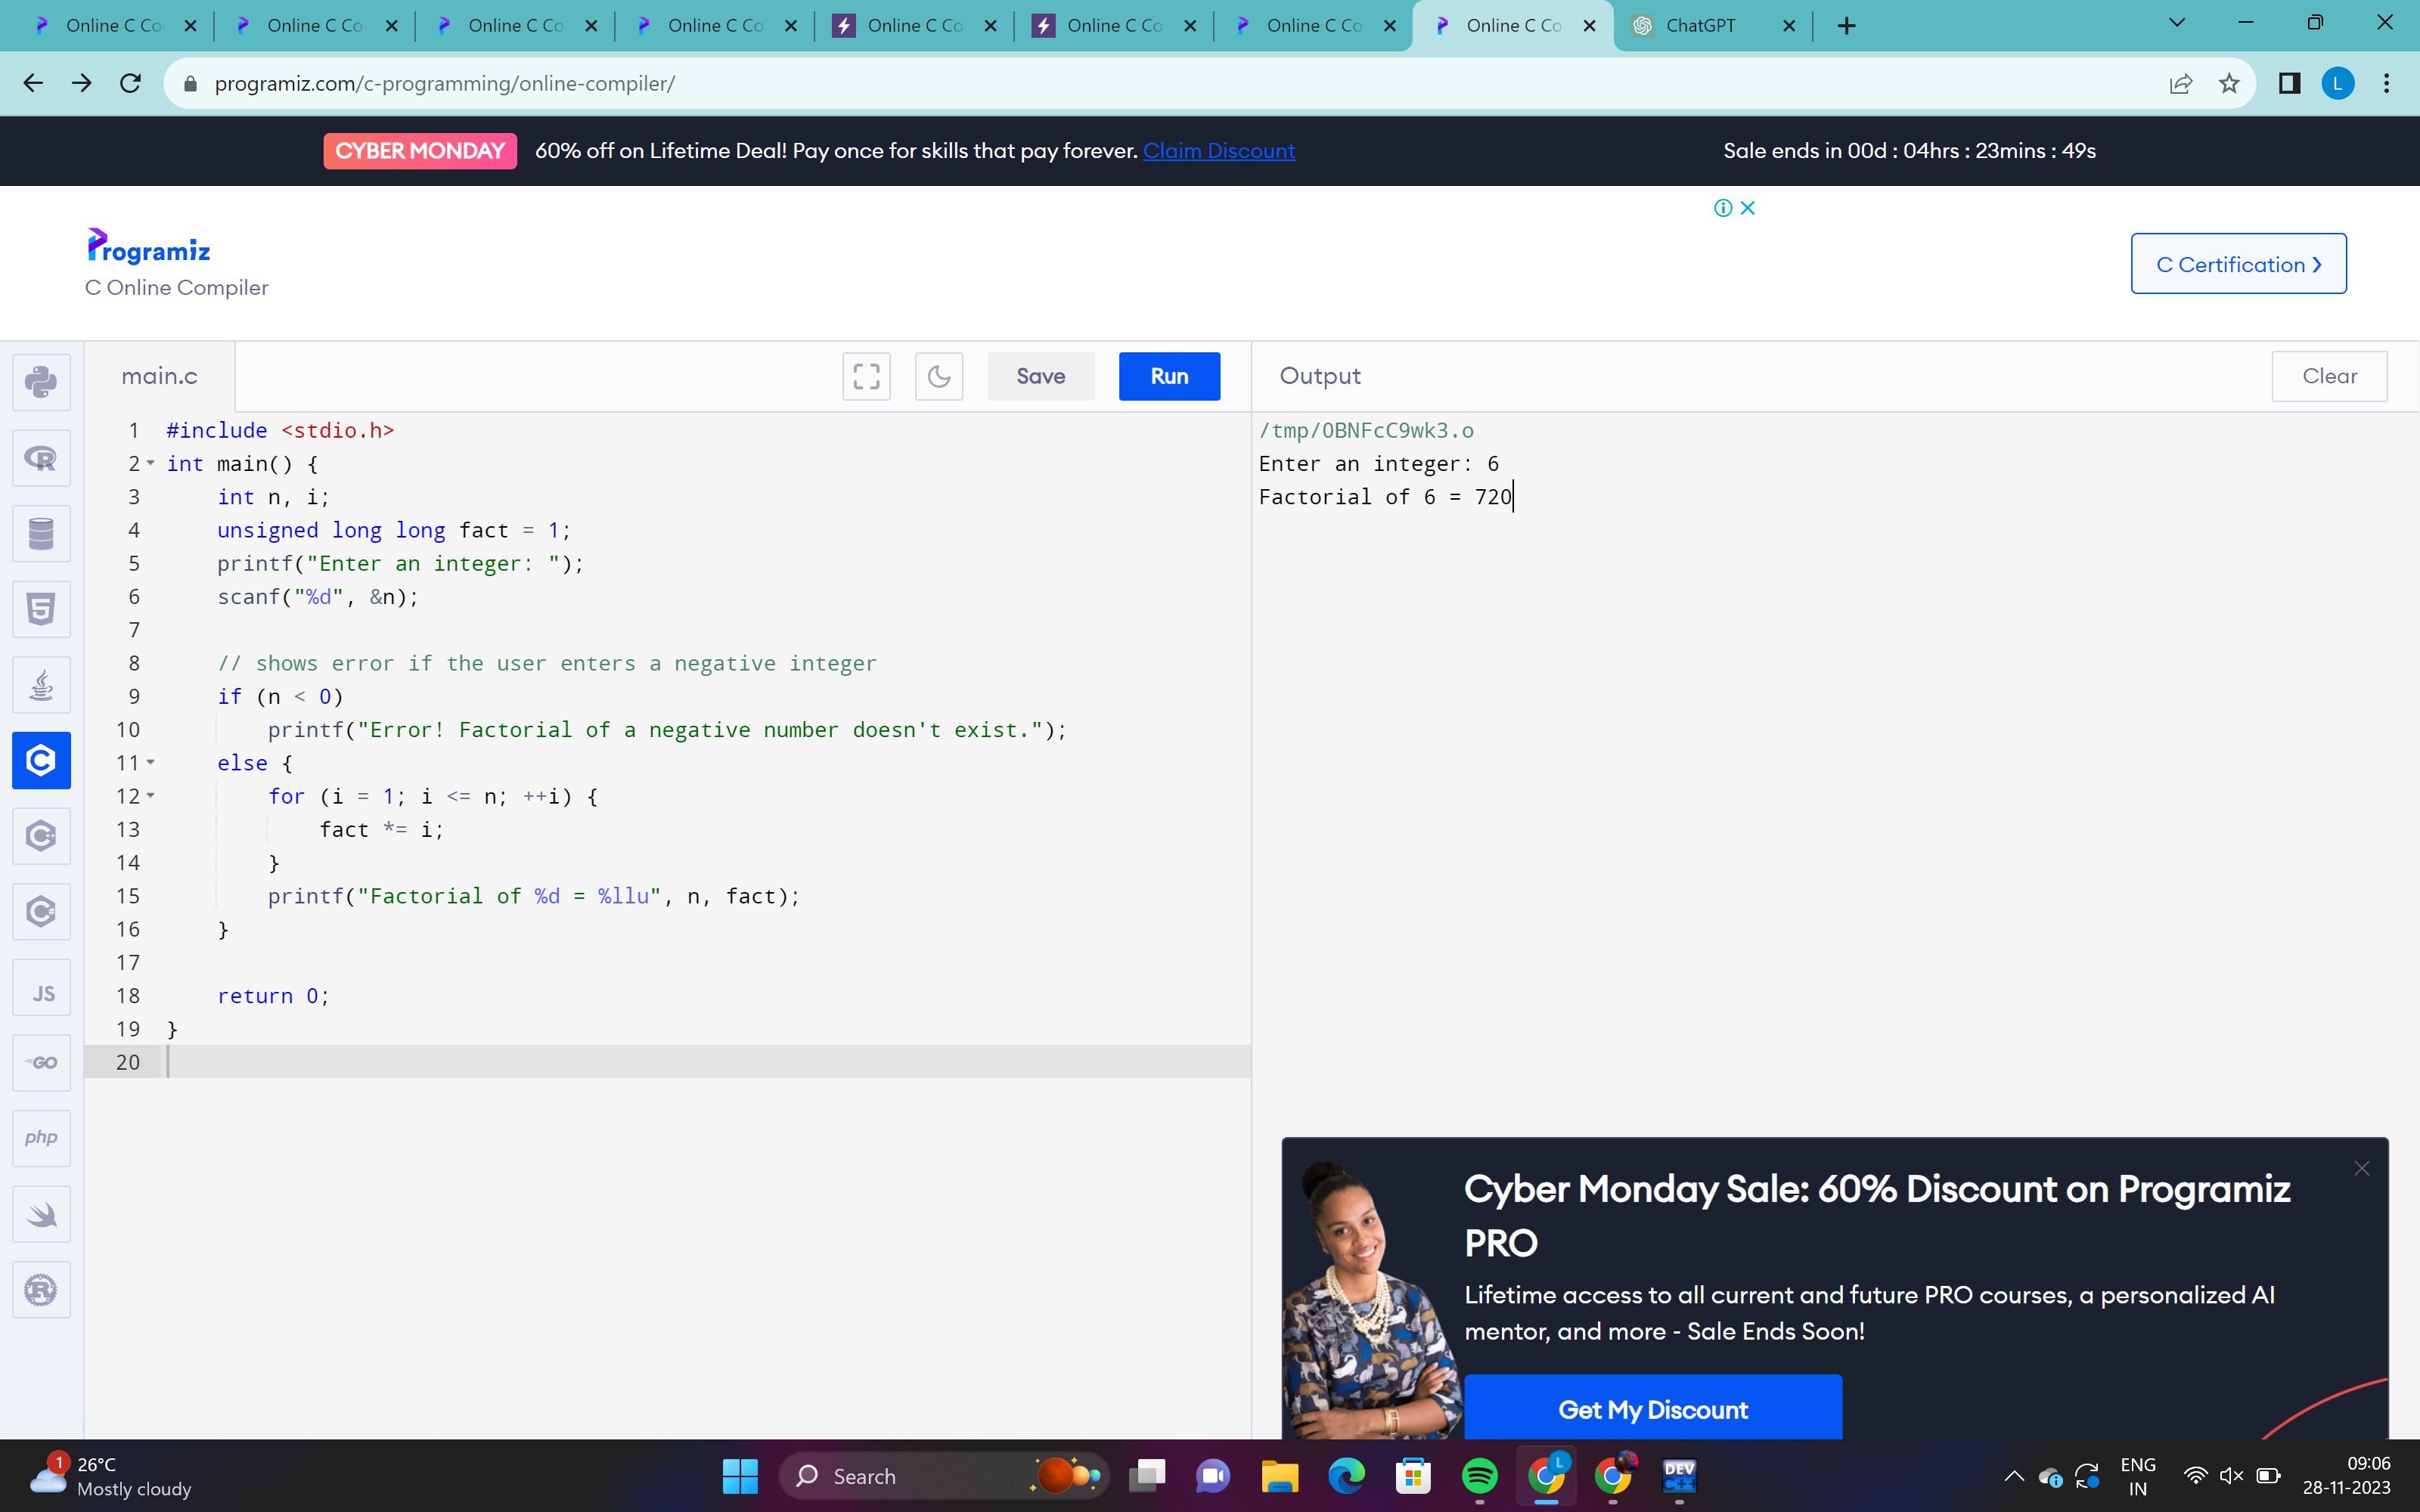 Online C Co
Online C Co
Online C Co
Online C Co
Online C Co
Online C Co
Online C Co
Online C Co
ChatGPT
programiz.com/c-programming/online-compiler/
L
CYBER MONDAY 60% off on Lifetime Deal! Pay once for skills that pay forever. Claim Discount
Sale ends in 00d : 04hrs : 23mins : 49s
Programiz
C Online Compiler
C Certification
main.c
Save
Run
Output
Clear
1 #include <stdio.h>
2 int main() {
3     int n, i;
4     unsigned long long fact = 1;
5     printf("Enter an integer: ");
6     scanf("%d", &n);
7
8     // shows error if the user enters a negative integer
9     if (n < 0)
10         printf("Error! Factorial of a negative number doesn't exist.");
11     else {
12         for (i = 1; i <= n; ++i) {
13             fact *= i;
14         }
15         printf("Factorial of %d = %llu", n, fact);
16     }
17
18     return 0;
19 }
20
/tmp/0BNFcC9wk3.o
Enter an integer: 6
Factorial of 6 = 720
R
5
C
C
C
JS
GO
php
R
Cyber Monday Sale: 60% Discount on Programiz
PRO
Lifetime access to all current and future PRO courses, a personalized AI
mentor, and more - Sale Ends Soon!
Get My Discount
1
26°C
Mostly cloudy
Search
L
DEV
C++
ENG
IN
09:06
28-11-2023